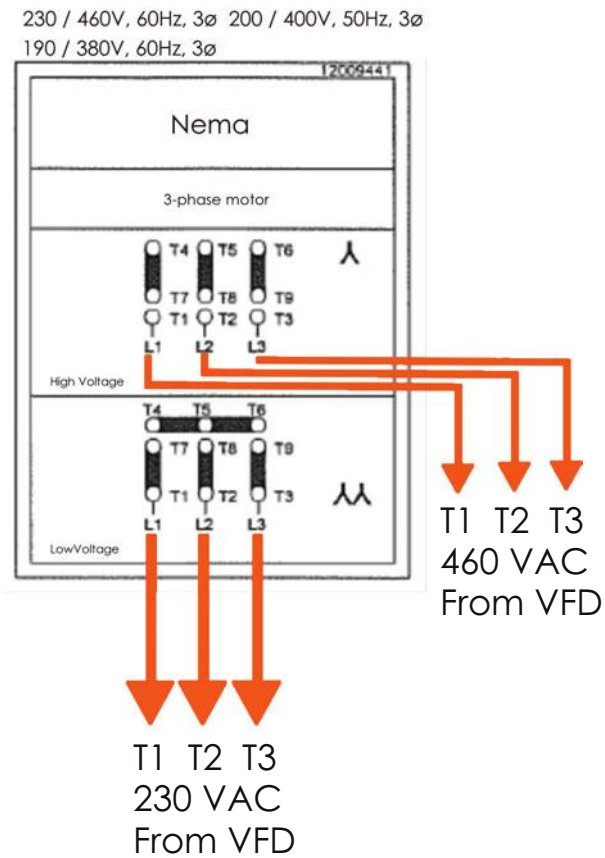 230 / 460V, 60Hz, 3ø 200 / 400V, 50Hz, 3ø
190 / 380V, 60Hz, 3ø
12009441
Nema
3-phase motor
T4 T5 T6
T7 T8 T9
T1 T2 T3
L1 L2 L3
High Voltage
T4 T5 T6
T7 T8 T9
T1 T2 T3
L1 L2 L3
LowVoltage
T1 T2 T3
460 VAC
From VFD
T1 T2 T3
230 VAC
From VFD